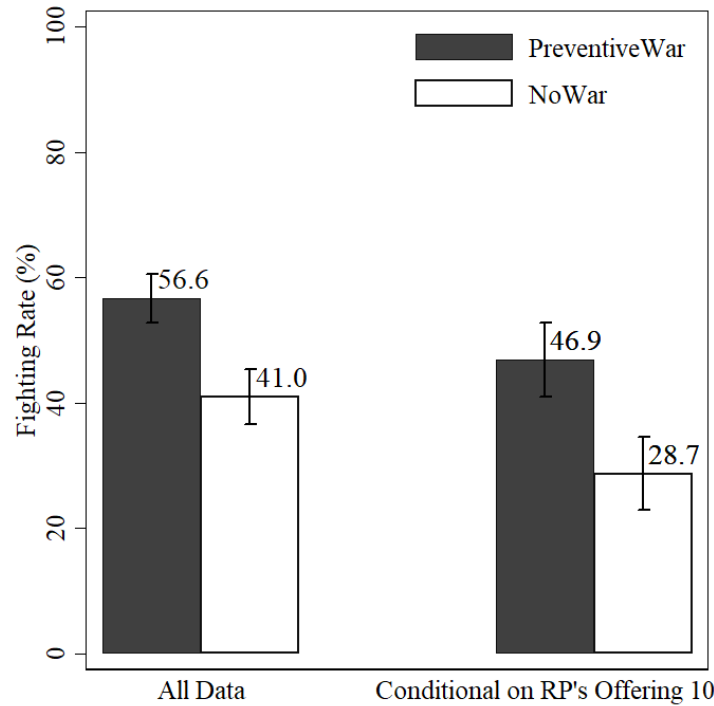 PreventiveWar
NoWar
Fighting Rate (%)
100
80
60
40
20
0
56.6
41.0
46.9
28.7
All Data
Conditional on RP's Offering 10